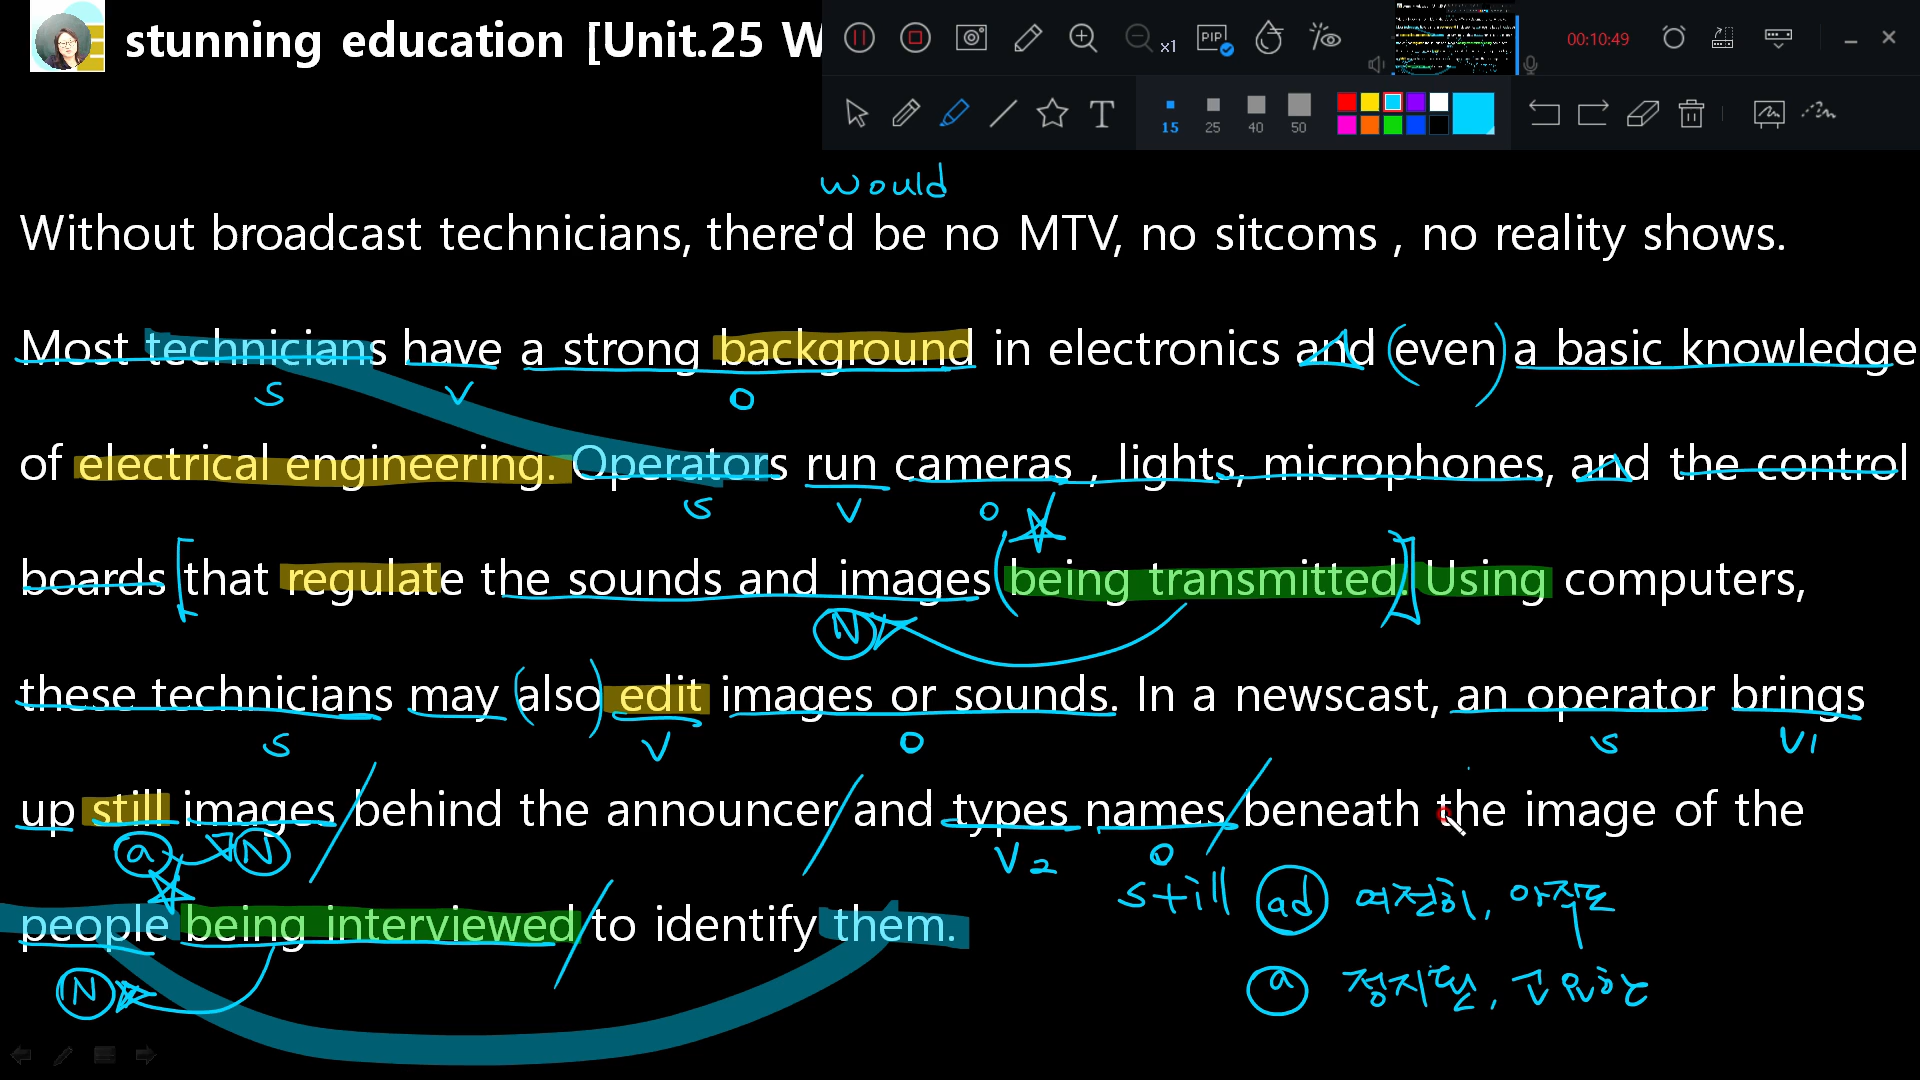 stunning education [Unit.25 W
PIP
x1
00:10:49
T
15 25 40 50
would
Without broadcast technicians, there'd be no MTV, no sitcoms , no reality shows.
Most technicians have a strong background in electronics and (even) a basic knowledge
S V O
of electrical engineering. Operators run cameras , lights, microphones, and the control
S V O
boards [that regulate the sounds and images (being transmitted.)] Using computers,
N
these technicians may (also) edit images or sounds. In a newscast, an operator brings
S V O S V1
up still images / behind the announcer / and types names / beneath the image of the
a N V2 O
still ad 여전히, 아직도
people being interviewed / to identify them.
N a 정지된, 고요한